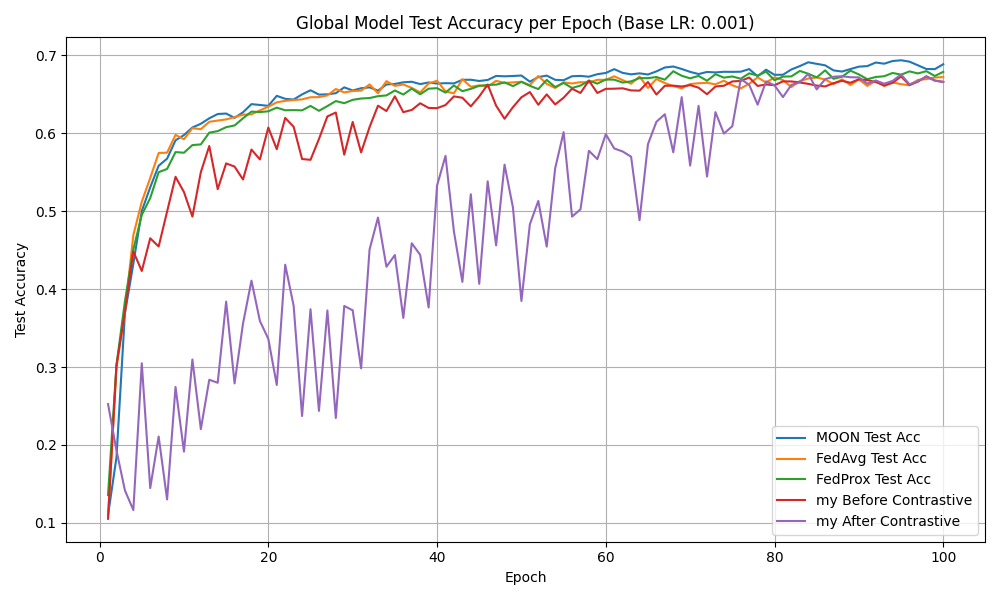 Global Model Test Accuracy per Epoch (Base LR: 0.001)
Test Accuracy
0.7
0.6
0.5
0.4
0.3
0.2
0.1
MOON Test Acc
FedAvg Test Acc
FedProx Test Acc
my Before Contrastive
my After Contrastive
0 20 40 60 80 100
Epoch